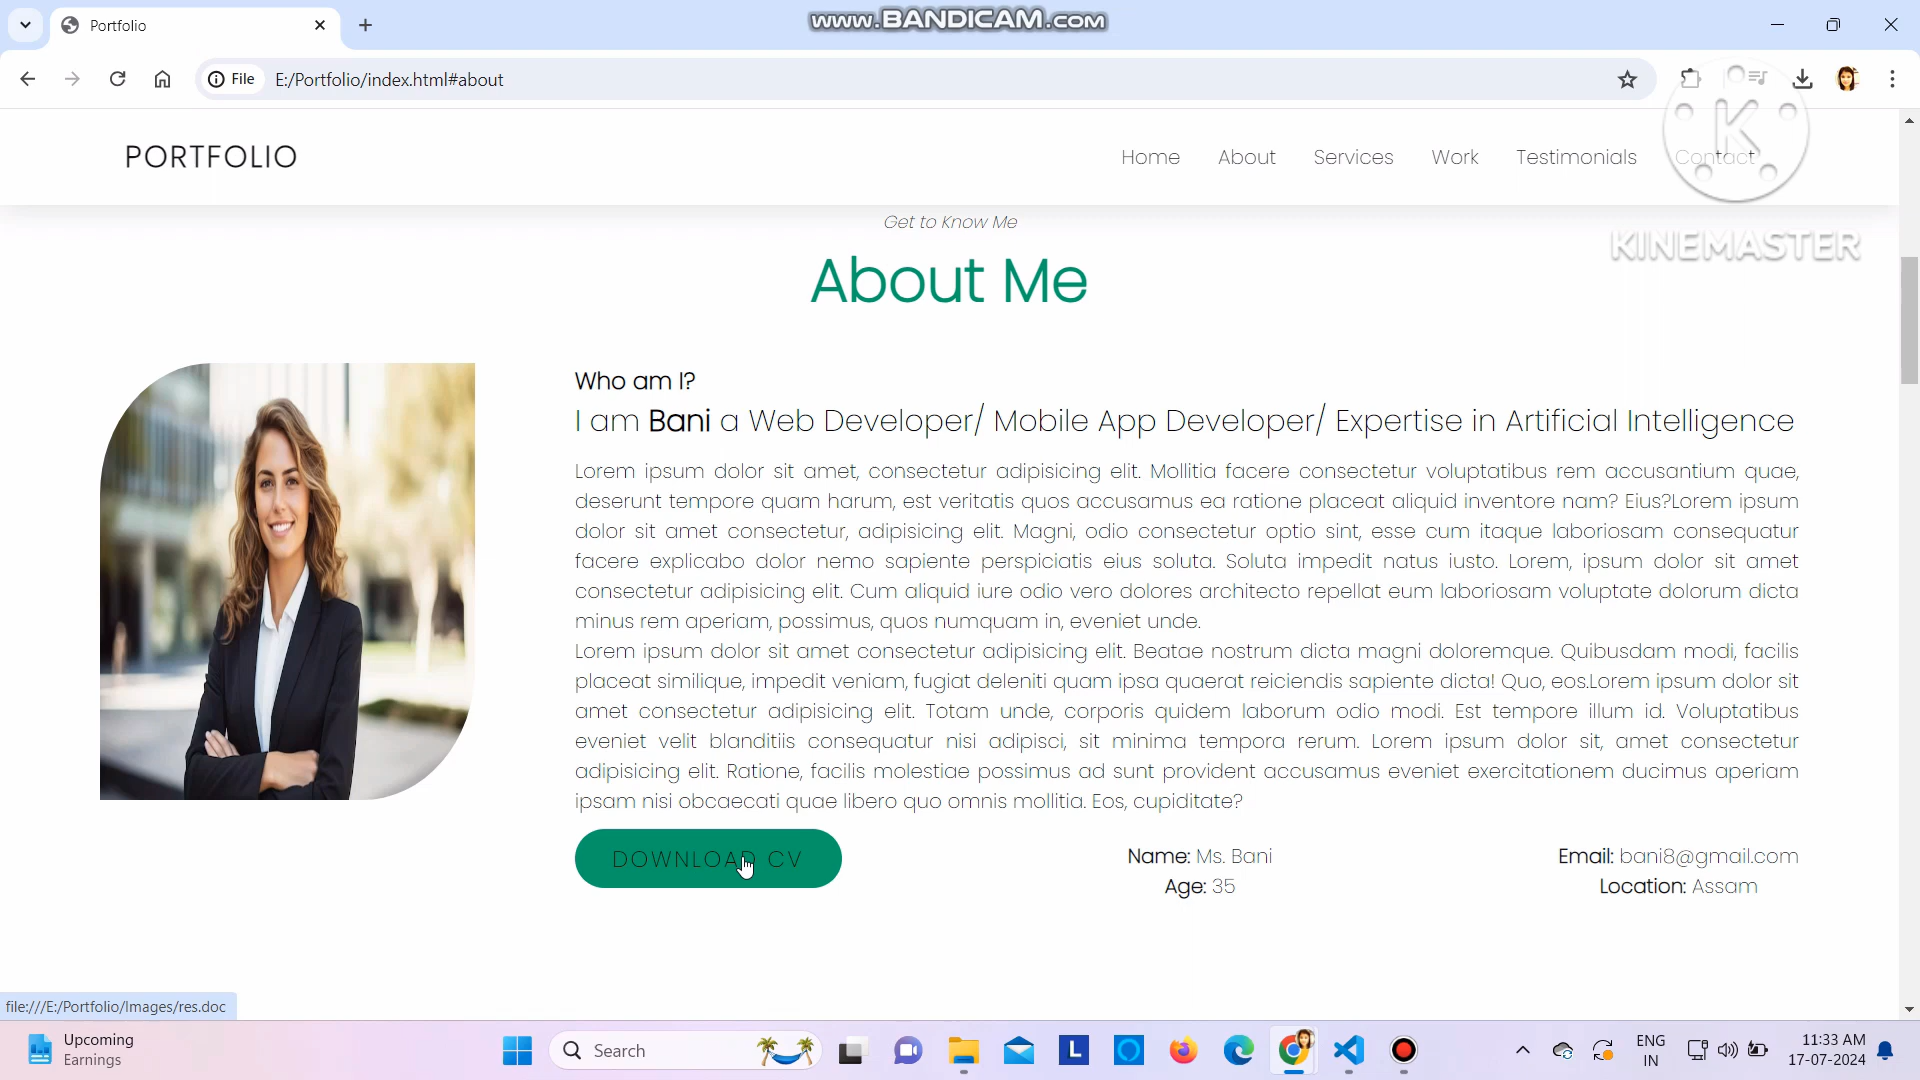 Portfolio
www.BANDICAM.com
File
E:/Portfolio/index.html#about
PORTFOLIO
Home
About
Services
Work
Testimonials
Contact
K
KINEMASTER
Get to Know Me
About Me
Who am I?
I am Bani a Web Developer/ Mobile App Developer/ Expertise in Artificial Intelligence
Lorem ipsum dolor sit amet, consectetur adipisicing elit. Mollitia facere consectetur voluptatibus rem accusantium quae,
deserunt tempore quam harum, est veritatis quos accusamus ea ratione placeat aliquid inventore nam? Eius?Lorem ipsum
dolor sit amet consectetur, adipisicing elit. Magni, odio consectetur optio sint, esse cum itaque laboriosam consequatur
facere explicabo dolor nemo sapiente perspiciatis eius soluta. Soluta impedit natus iusto. Lorem, ipsum dolor sit amet
consectetur adipisicing elit. Cum aliquid iure odio vero dolores architecto repellat eum laboriosam voluptate dolorum dicta
minus rem aperiam, possimus, quos numquam in, eveniet unde.
Lorem ipsum dolor sit amet consectetur adipisicing elit. Beatae nostrum dicta magni doloremque. Quibusdam modi, facilis
placeat similique, impedit veniam, fugiat deleniti quam ipsa quaerat reiciendis sapiente dicta! Quo, eos.Lorem ipsum dolor sit
amet consectetur adipisicing elit. Totam unde, corporis quidem laborum odio modi. Est tempore illum id. Voluptatibus
eveniet velit blanditiis consequatur nisi adipisci, sit minima tempora rerum. Lorem ipsum dolor sit, amet consectetur
adipisicing elit. Ratione, facilis molestiae possimus ad sunt provident accusamus eveniet exercitationem ducimus aperiam
ipsam nisi obcaecati quae libero quo omnis mollitia. Eos, cupiditate?
DOWNLOAD CV
Name: Ms. Bani
Age: 35
Email: bani8@gmail.com
Location: Assam
file:///E:/Portfolio/Images/res.doc
Upcoming
Earnings
Search
L
ENG
IN
11:33 AM
17-07-2024